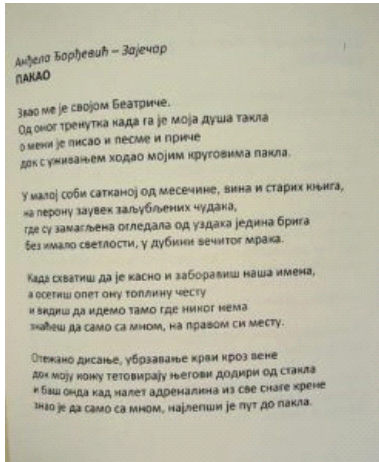 Анђела Ђорђевић – Зајечар
ПАКАО
Звао ме је својом Беатриче.
Од оног тренутка када га је моја душа такла
о мени је писао и песме и приче
док с уживањем ходао мојим круговима пакла.
У малој соби сатканој од месечине, вина и старих књига,
на перону заувек заљубљених чудака,
где су замагљена огледала од уздаха једина брига
без имало светлости, у дубини вечитог мрака.
Када схватиш да је касно и заборавиш наша имена,
а осетиш опет ону топлину честу
и видиш да идемо тамо где никог нема
знаћеш да само са мном, на правом си месту.
Отежано дисање, убрзавање крви кроз вене
док моју кожу тетовирају његови додири од стакла
и баш онда кад налет адреналина из све снаге крене
знао је да само са мном, најлепши је пут до пакла.